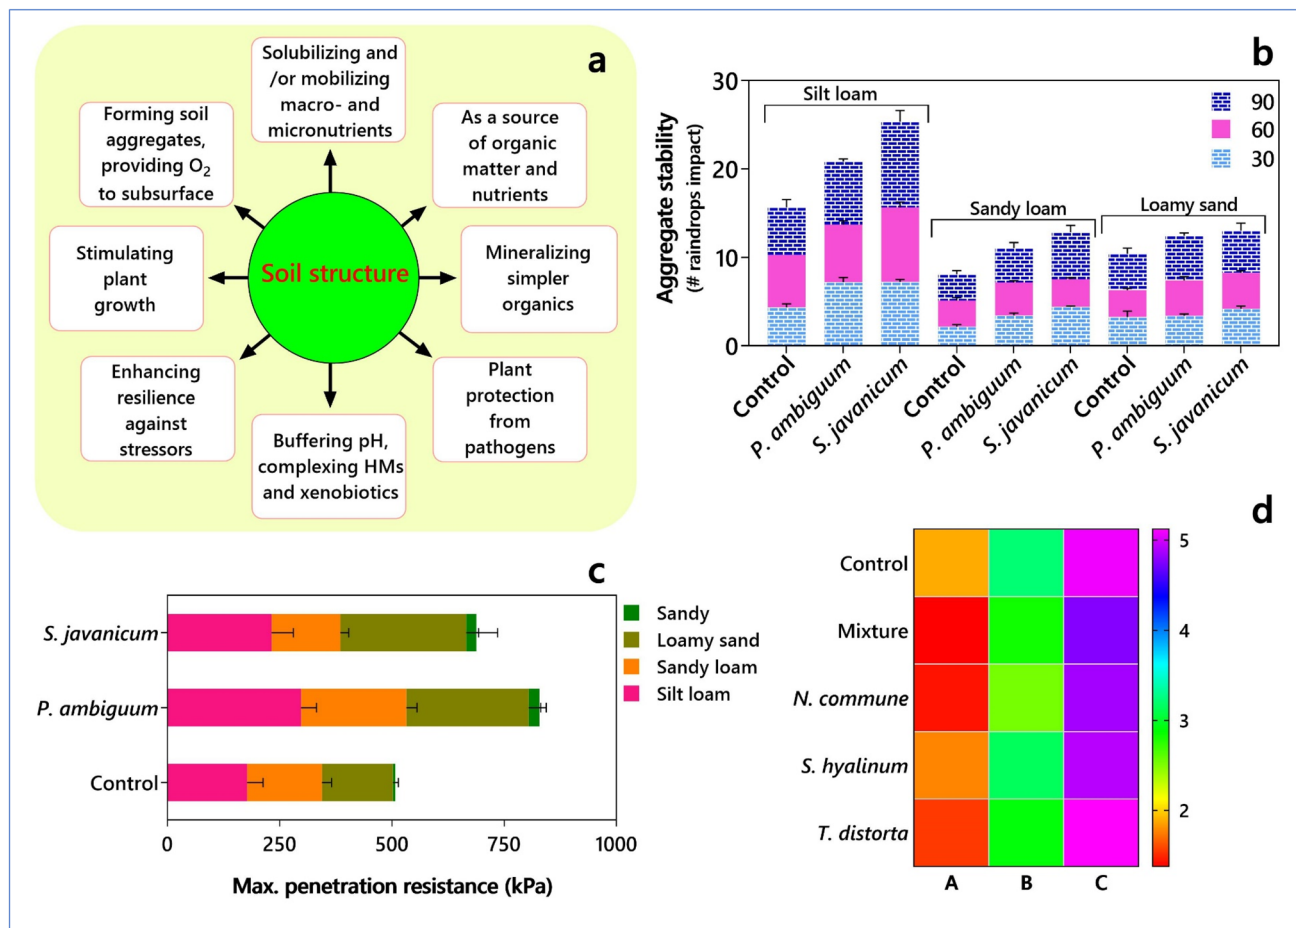 a
Solubilizing and
/or mobilizing
macro- and
micronutrients
Forming soil
aggregates,
providing O₂
to subsurface
As a source
of organic
matter and
nutrients
Stimulating
plant
growth
Soil structure
Mineralizing
simpler
organics
Enhancing
resilience
against
stressors
Buffering pH,
complexing HMs
and xenobiotics
Plant
protection
from
pathogens
b
Aggregate stability
(# raindrops impact)
30
20
10
0
Silt loam
Sandy loam
Loamy sand
90
60
30
Control
P. ambiguum
S. javanicum
Control
P. ambiguum
S. javanicum
Control
P. ambiguum
S. javanicum
c
S. javanicum
P. ambiguum
Control
Sandy
Loamy sand
Sandy loam
Silt loam
0 250 500 750 1000
Max. penetration resistance (kPa)
d
Control
Mixture
N. commune
S. hyalinum
T. distorta
A B C
5
4
3
2